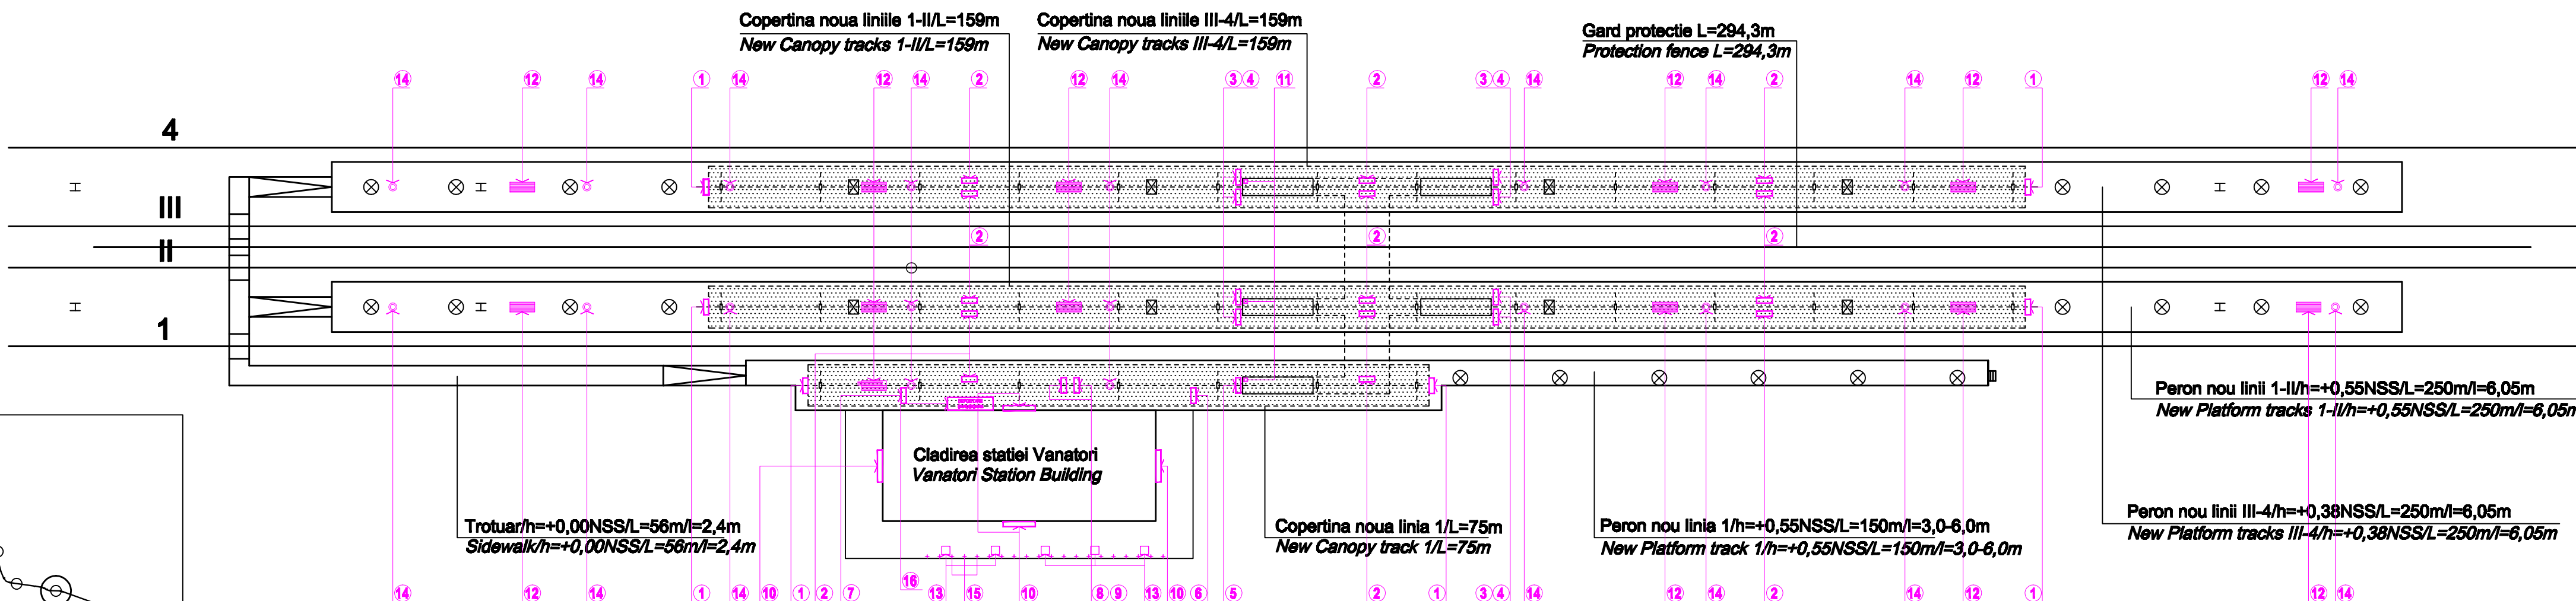 Copertina noua liniile 1-II/L=159m
New Canopy tracks 1-II/L=159m
Copertina noua liniile III-4/L=159m
New Canopy tracks III-4/L=159m
Gard protectie L=294,3m
Protection fence L=294,3m
14 12 14 1 14 12 14 2 12 14 3 4 11 2 3 4 14 12 14 2 14 12 1 12 14
4
III
2 2 2
II
1
Peron nou linii 1-II/h=+0,55NSS/L=250m/l=6,05m
New Platform tracks 1-II/h=+0,55NSS/L=250m/l=6,05m
Cladirea statiei Vanatori
Vanatori Station Building
Trotuar/h=+0,00NSS/L=56m/l=2,4m
Sidewalk/h=+0,00NSS/L=56m/l=2,4m
Copertina noua linia 1/L=75m
New Canopy track 1/L=75m
Peron nou linia 1/h=+0,55NSS/L=150m/l=3,0-6,0m
New Platform track 1/h=+0,55NSS/L=150m/l=3,0-6,0m
Peron nou linii III-4/h=+0,38NSS/L=250m/l=6,05m
New Platform tracks III-4/h=+0,38NSS/L=250m/l=6,05m
16
14 12 14 1 14 10 1 2 7 13 15 10 8 9 13 10 6 5 2 1 3 4 14 12 14 2 14 12 1 12 14